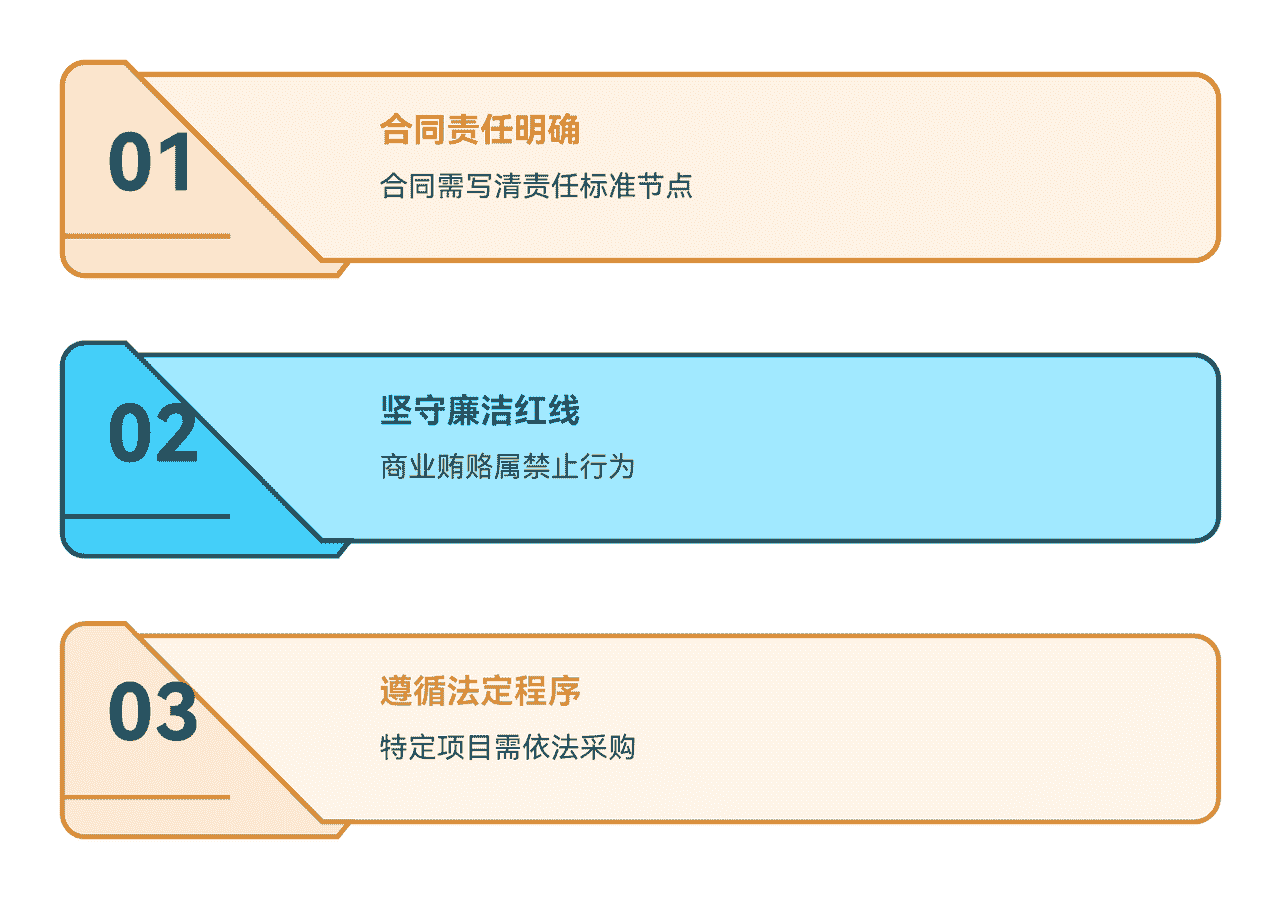 01
合同责任明确
合同需写清责任标准节点
02
坚守廉洁红线
商业贿赂属禁止行为
03
遵循法定程序
特定项目需依法采购